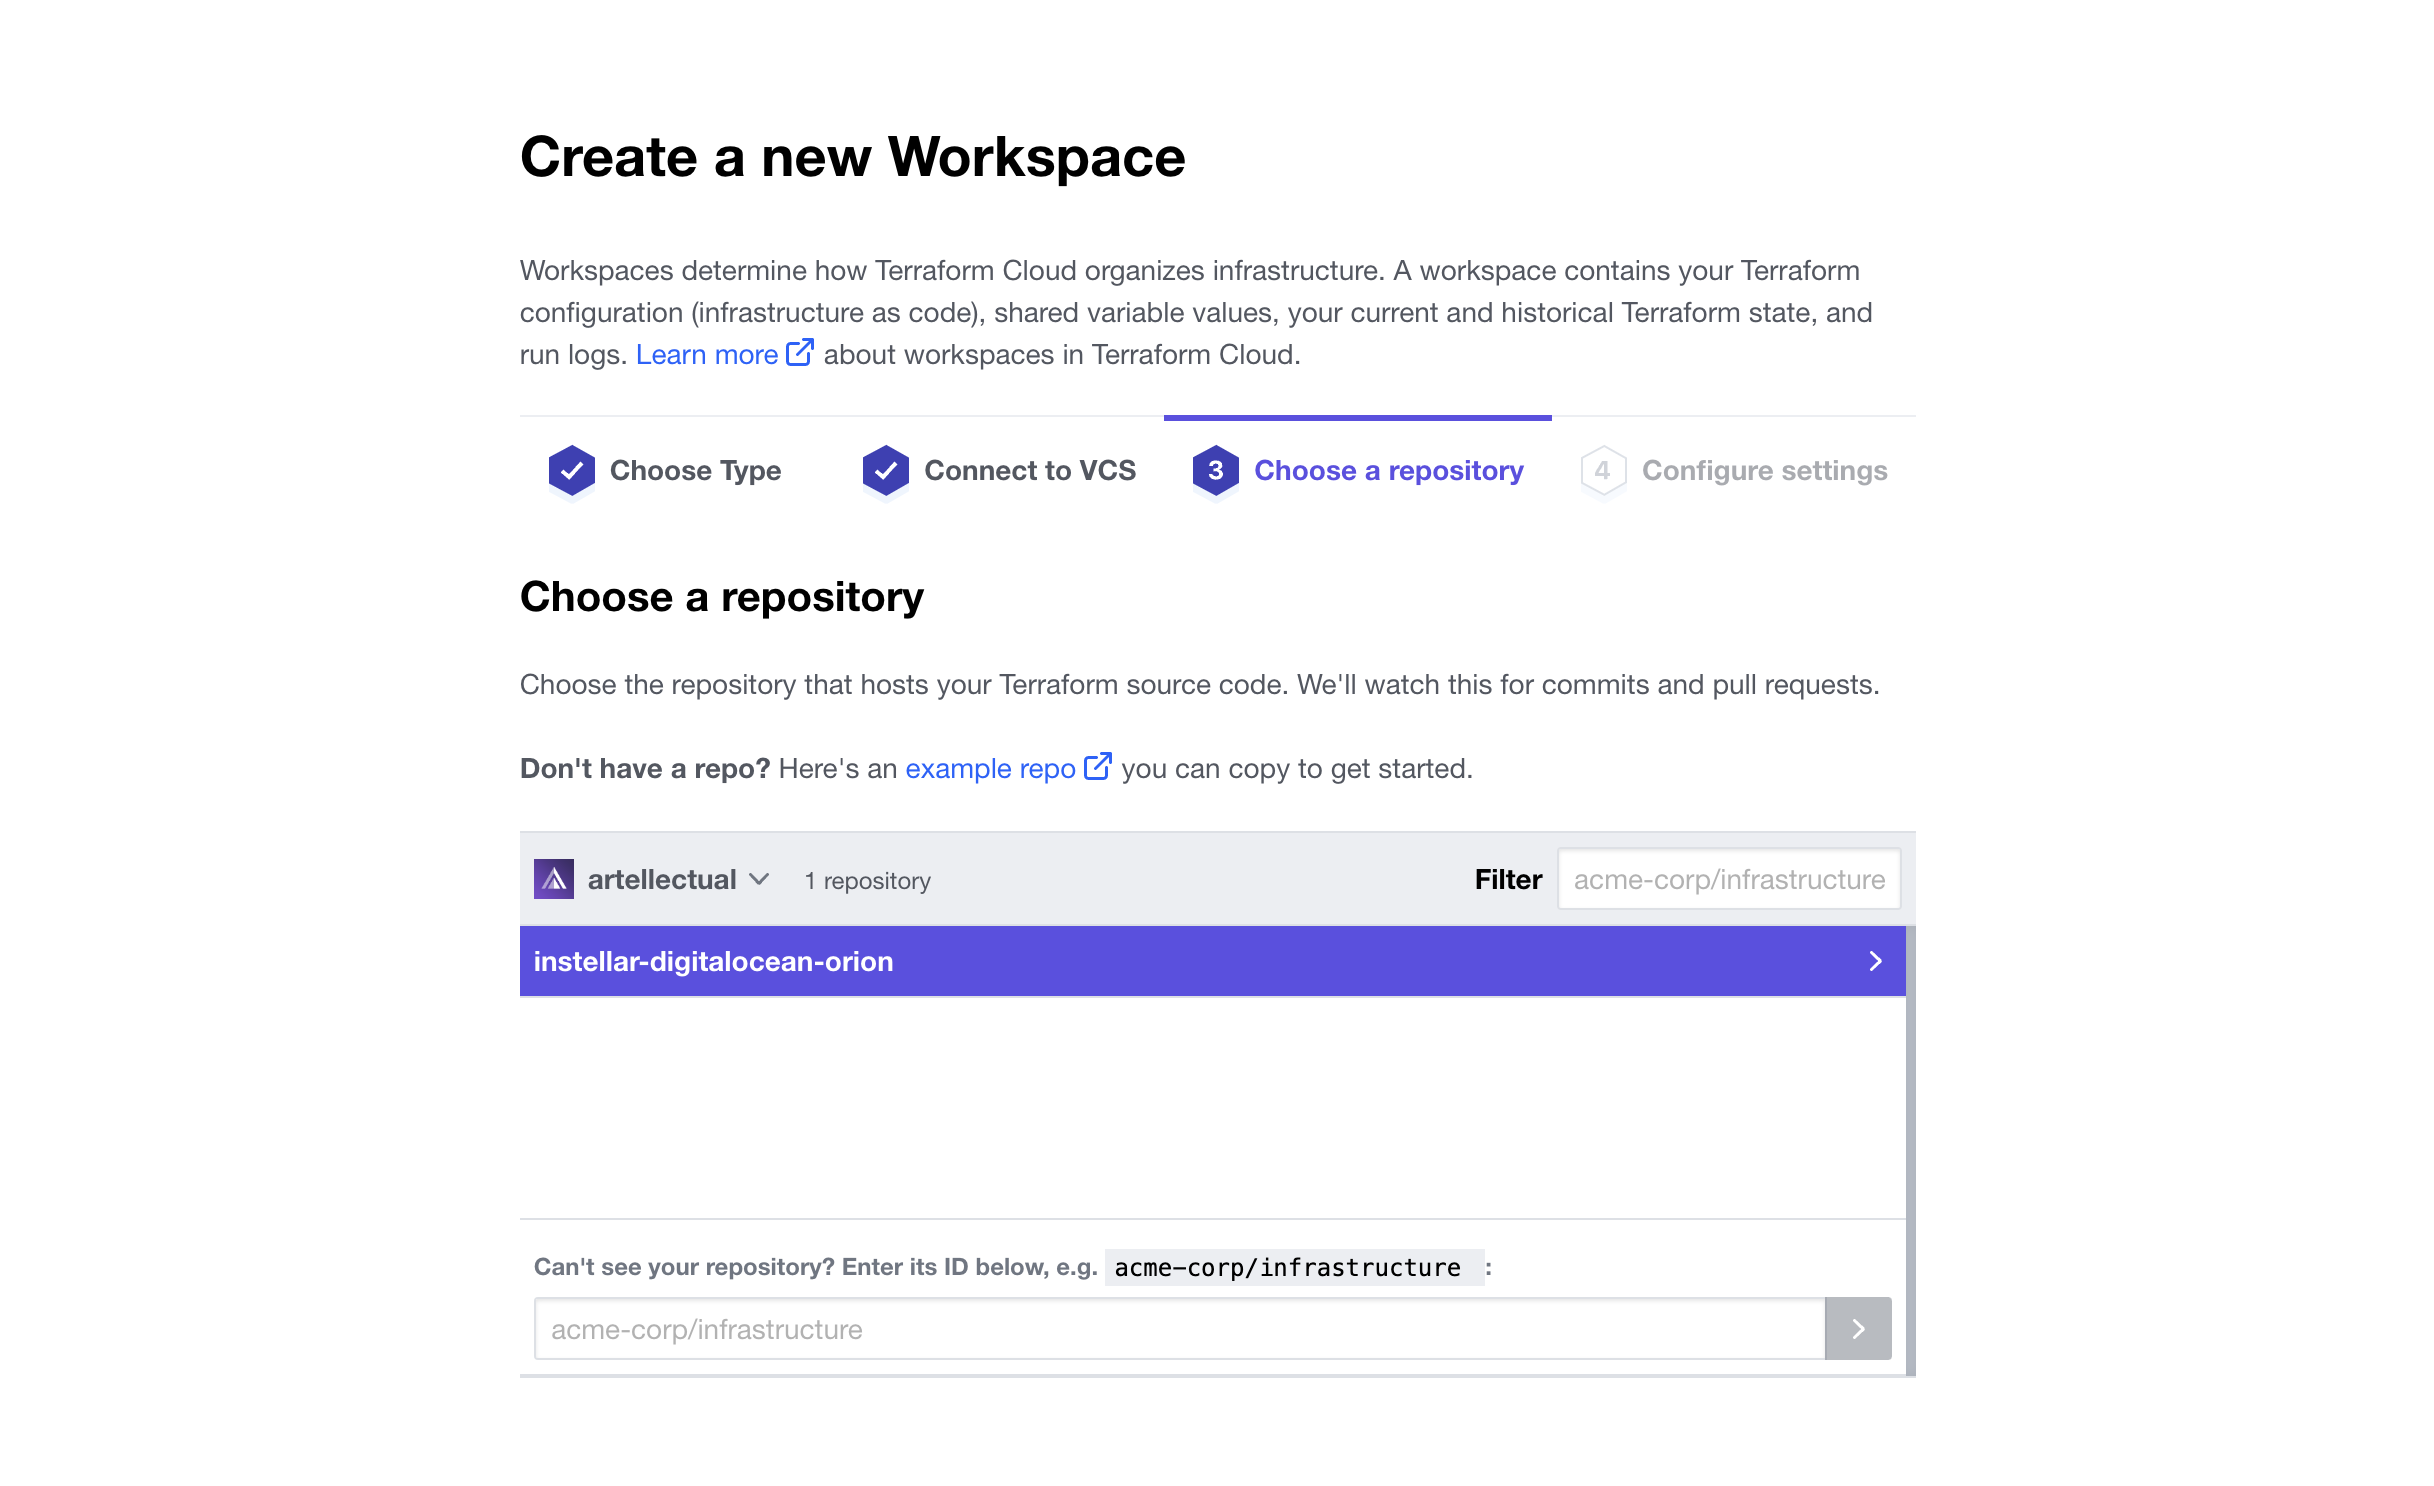 Create a new Workspace
Workspaces determine how Terraform Cloud organizes infrastructure. A workspace contains your Terraform
configuration (infrastructure as code), shared variable values, your current and historical Terraform state, and
run logs. Learn more about workspaces in Terraform Cloud.
Choose Type
Connect to VCS
3 Choose a repository
4 Configure settings
Choose a repository
Choose the repository that hosts your Terraform source code. We'll watch this for commits and pull requests.
Don't have a repo? Here's an example repo you can copy to get started.
artellectual 1 repository Filter acme-corp/infrastructure
instellar-digitalocean-orion
Can't see your repository? Enter its ID below, e.g. acme-corp/infrastructure :
acme-corp/infrastructure